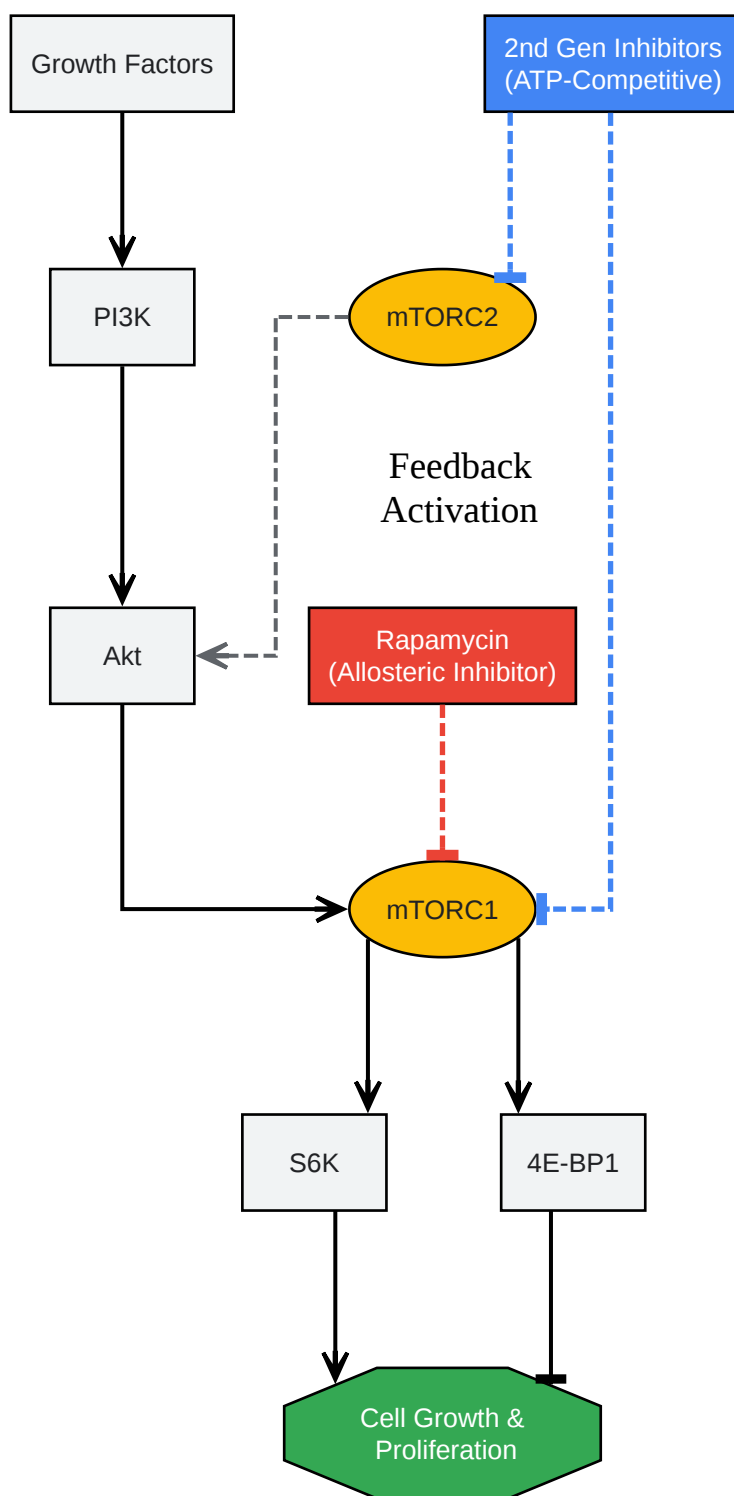 Growth Factors
2nd Gen Inhibitors
(ATP-Competitive)
PI3K
mTORC2
Feedback
Activation
Akt
Rapamycin
(Allosteric Inhibitor)
mTORC1
S6K
4E-BP1
Cell Growth &
Proliferation